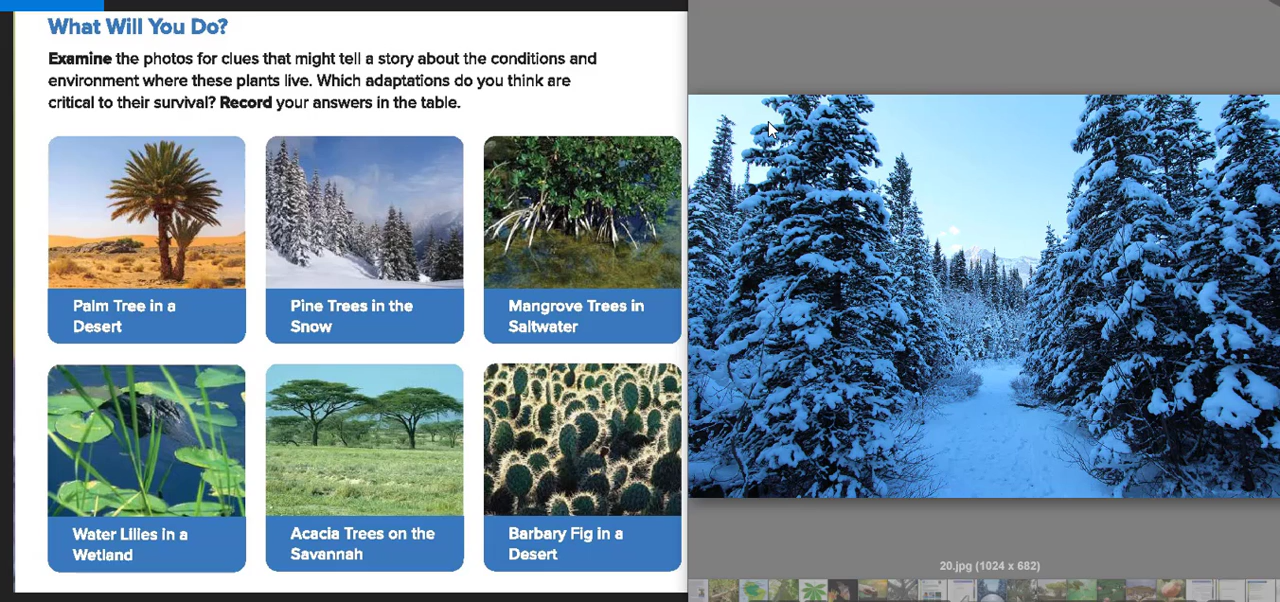 What Will You Do?
Examine the photos for clues that might tell a story about the conditions and
environment where these plants live. Which adaptations do you think are
critical to their survival? Record your answers in the table.
Palm Tree in a
Desert
Pine Trees in the
Snow
Mangrove Trees in
Saltwater
Water Lilies in a
Wetland
Acacia Trees on the
Savannah
Barbary Fig in a
Desert
20.jpg (1024 x 682)